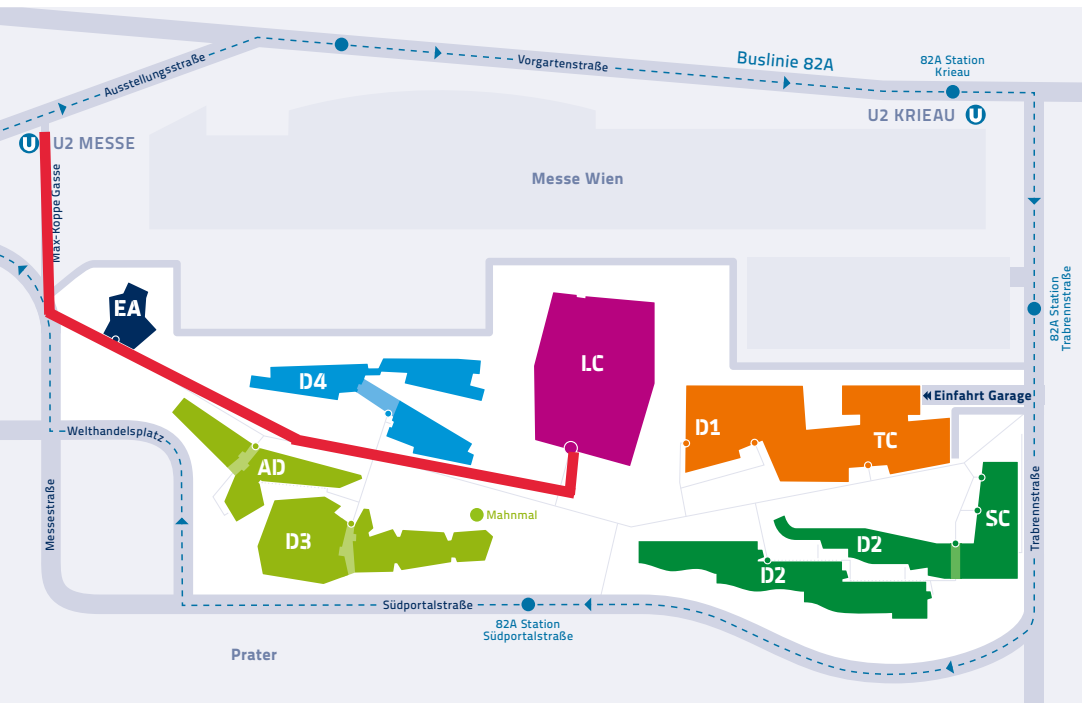 Ausstellungsstraße
Vorgartenstraße
Buslinie 82A
82A Station
Krieau
U2 KRIEAU
U
U
U2 MESSE
Max-Koppe Gasse
Messe Wien
EA
D4
LC
82A Station
Trabrennstraße
Einfahrt Garage
D1
TC
Welthandelsplatz
AD
Mahnmal
D3
Messestraße
SC
D2
D2
Trabrennstraße
Südportalstraße
82A Station
Südportalstraße
Prater